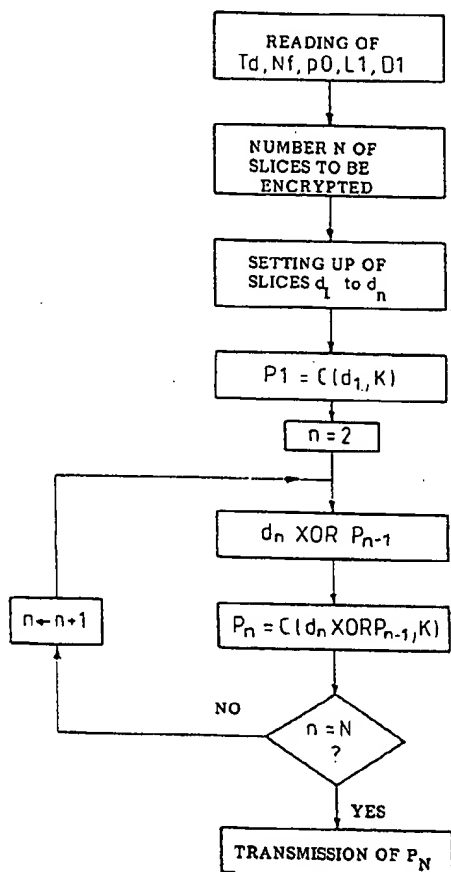 READING OF
Td, Nf, p0, L1, D1
NUMBER N OF
SLICES TO BE
ENCRYPTED
SETTING UP OF
SLICES d1 to dn
P1 = C(d1, K)
n = 2
dn XOR Pn-1
n←n+1
Pn = C(dn XORPn-1, K)
NO
n = N
?
YES
TRANSMISSION OF PN